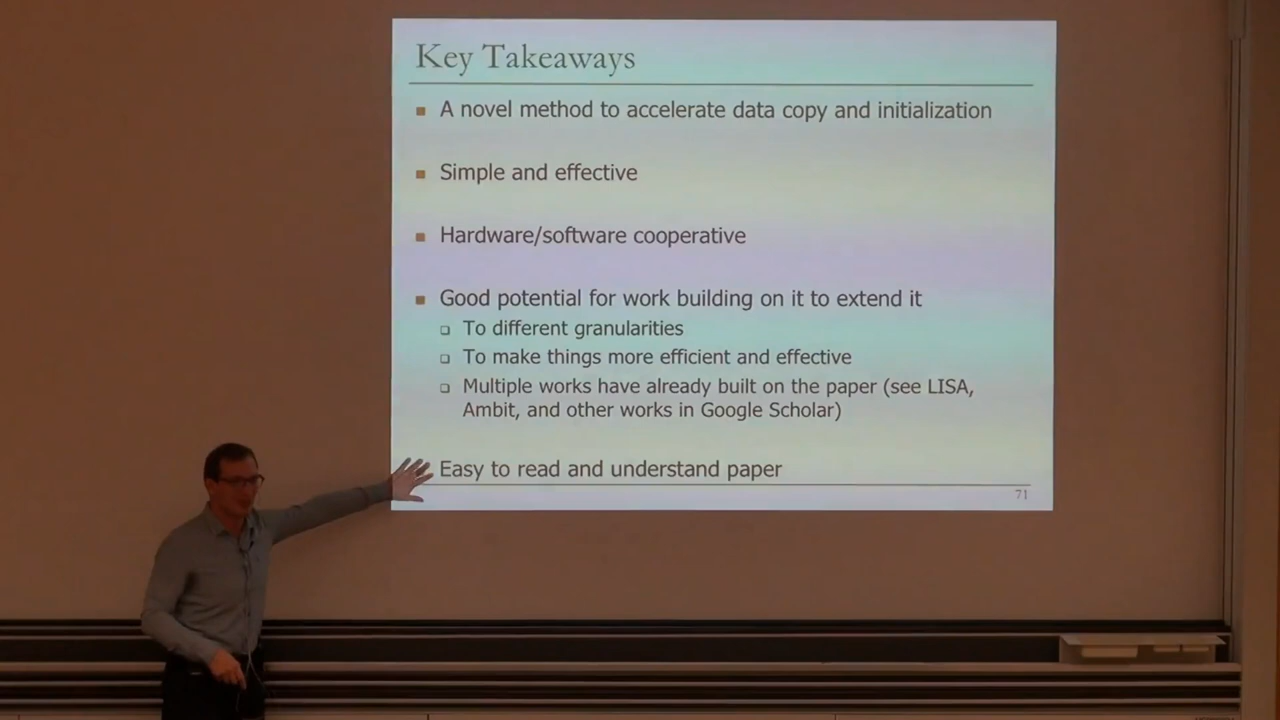 Key Takeaways
A novel method to accelerate data copy and initialization
Simple and effective
Hardware/software cooperative
Good potential for work building on it to extend it
To different granularities
To make things more efficient and effective
Multiple works have already built on the paper (see LISA,
Ambit, and other works in Google Scholar)
Easy to read and understand paper
71